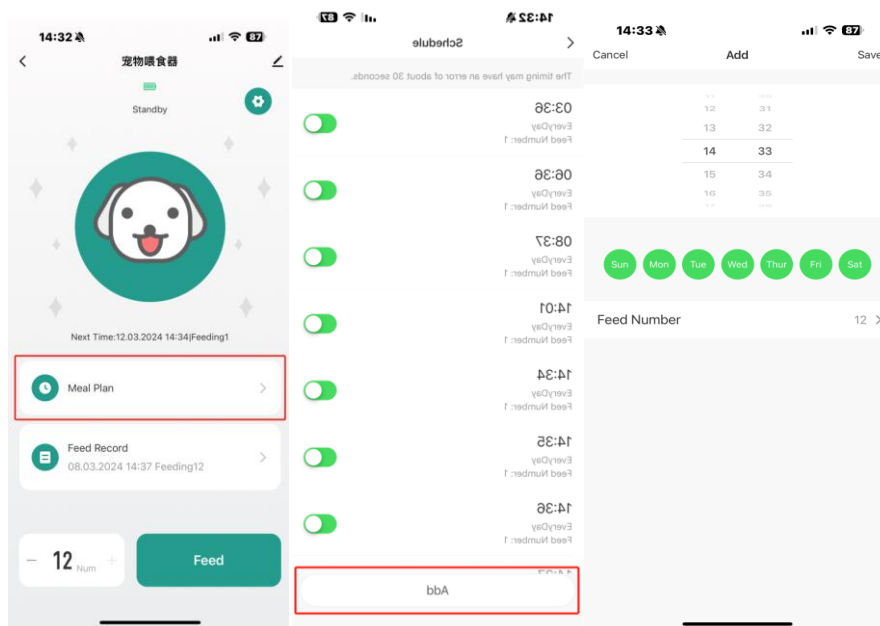 14:32
87
宠物喂食器
Standby
Next Time:12.03.2024 14:34|Feeding1
Meal Plan
Feed Record
08.03.2024 14:37 Feeding12
− 12 Num +
Feed
14:32
87
Schedule
The timing may have an error of about 30 seconds.
03:36
EveryDay
Feed Number: 1
06:36
EveryDay
Feed Number: 1
08:37
EveryDay
Feed Number: 1
14:01
EveryDay
Feed Number: 1
14:34
EveryDay
Feed Number: 1
14:35
EveryDay
Feed Number: 1
14:36
EveryDay
Feed Number: 1
Add
14:33
87
Cancel Add Save
12 31
13 32
14 33
15 34
16 35
Sun Mon Tue Wed Thur Fri Sat
Feed Number 12